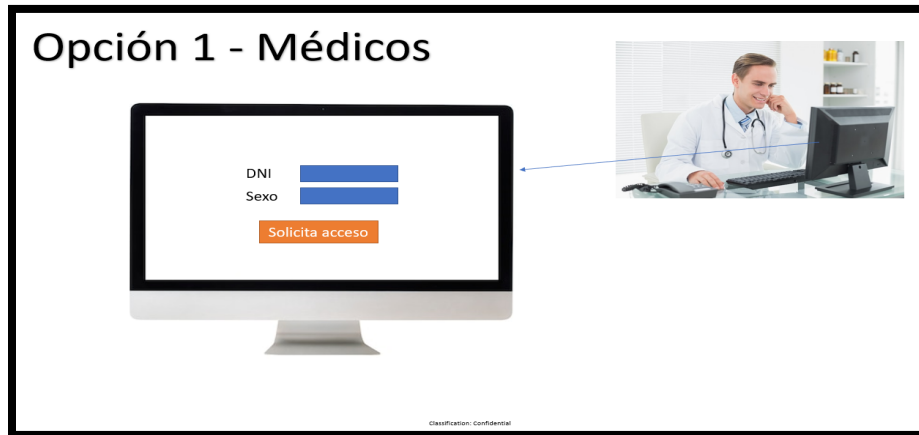 Opción 1 - Médicos
DNI
Sexo
Solicita acceso
Classification: Confidential